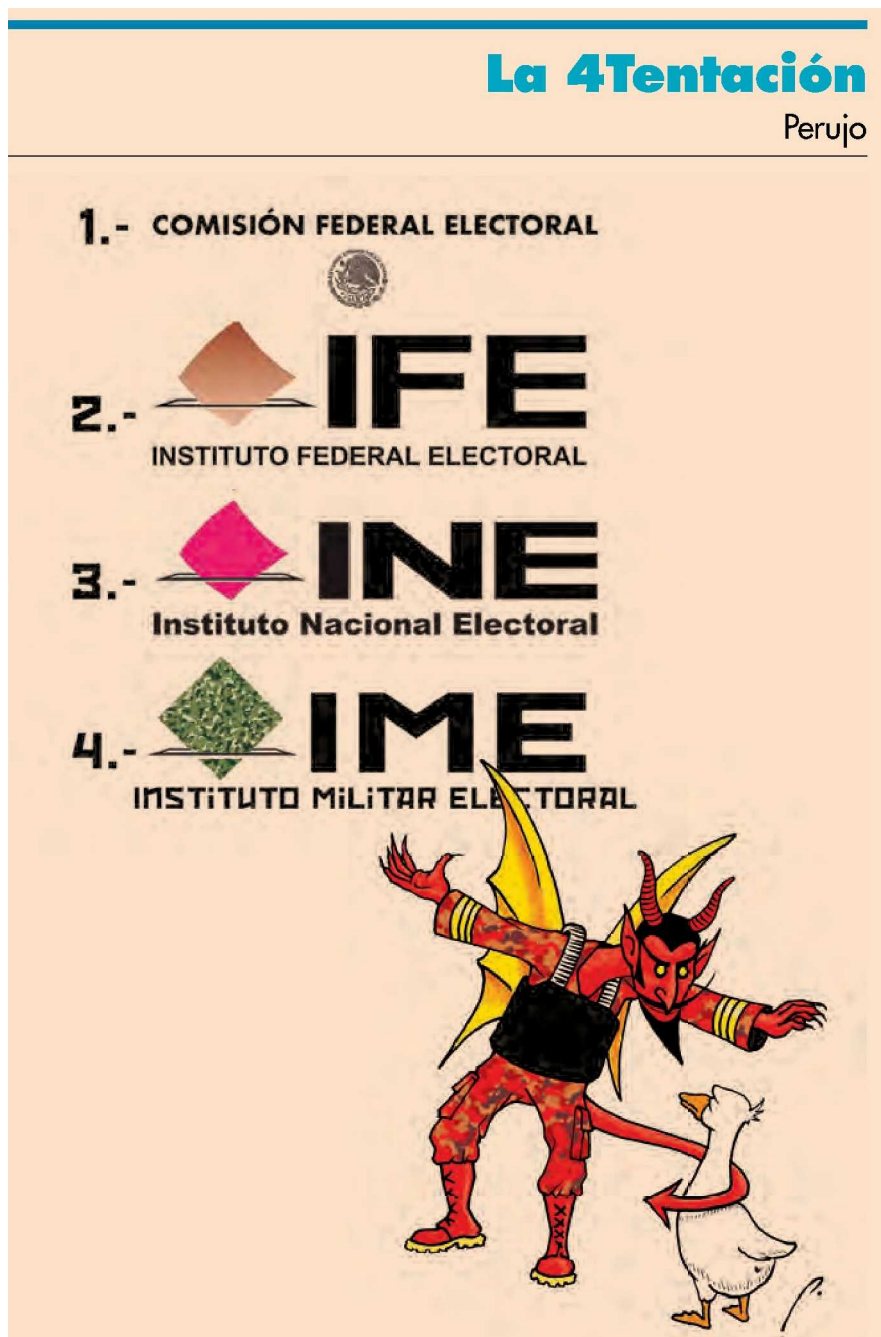 La 4Tentación
Perujo
1.- COMISIÓN FEDERAL ELECTORAL
2.- IFE
INSTITUTO FEDERAL ELECTORAL
3.- INE
Instituto Nacional Electoral
4.- IME
INSTiTUTO MiLiTAR ELECTORAL